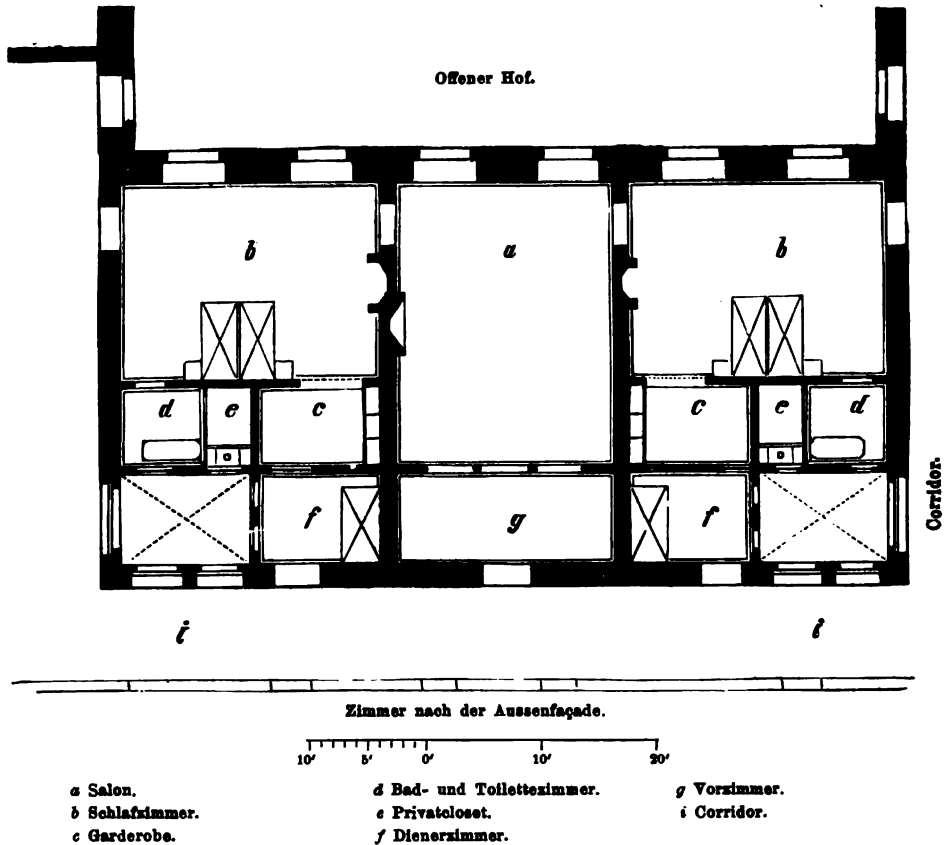 Offener Hof.
b a b
d e c c e d
f g f
Corridor.
i i
Zimmer nach der Aussenfaçade.
10' 5' 0' 10' 20'
a Salon.
b Schlafzimmer.
c Garderobe.
d Bad- und Toilettezimmer.
e Privatcloset.
f Dienerzimmer.
g Vorzimmer.
i Corridor.